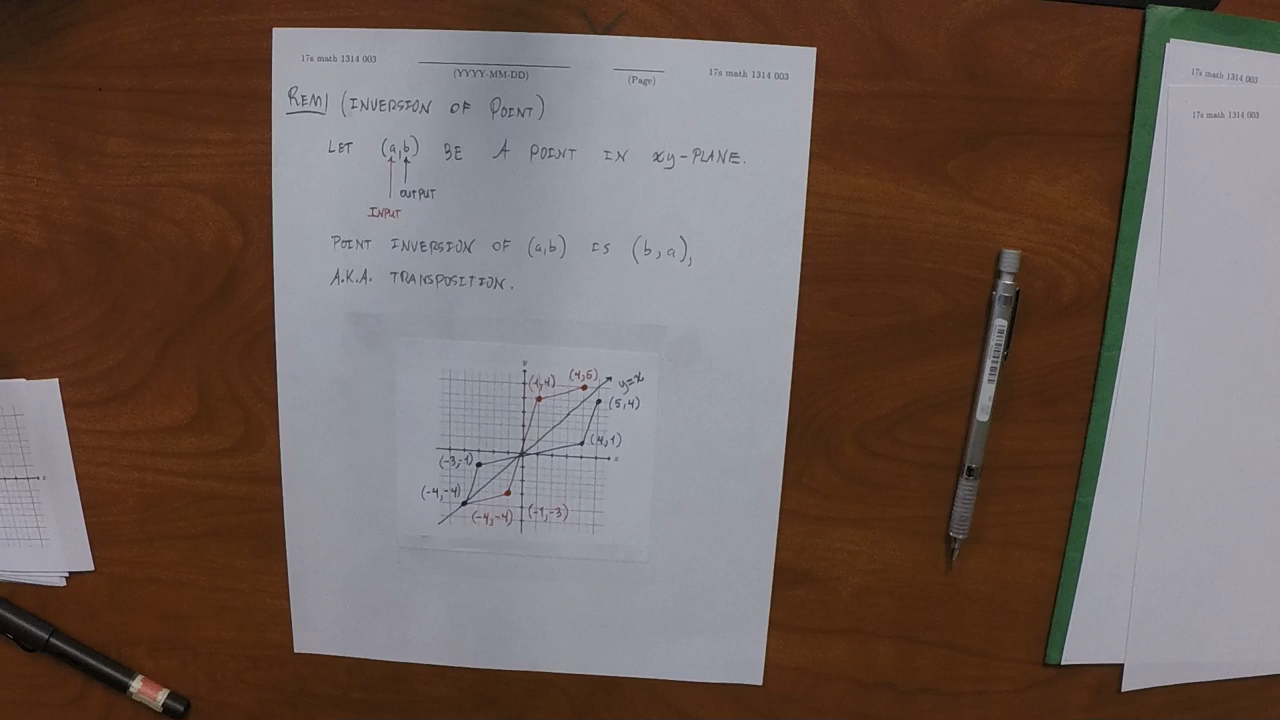 17s math 1314 003
(YYYY-MM-DD)
(Page)
17s math 1314 003
REM (INVERSION OF POINT)
LET (a,b) BE A POINT IN xy-PLANE.
OUTPUT
INPUT
POINT INVERSION OF (a,b) IS (b,a),
A.K.A. TRANSPOSITION.
y=x
(1,4)
(4,5)
(5,4)
(4,1)
(-3,-1)
(-4,-4)
(-4,-4)
(-1,-3)
17s math 1314 003
17s math 1314 003